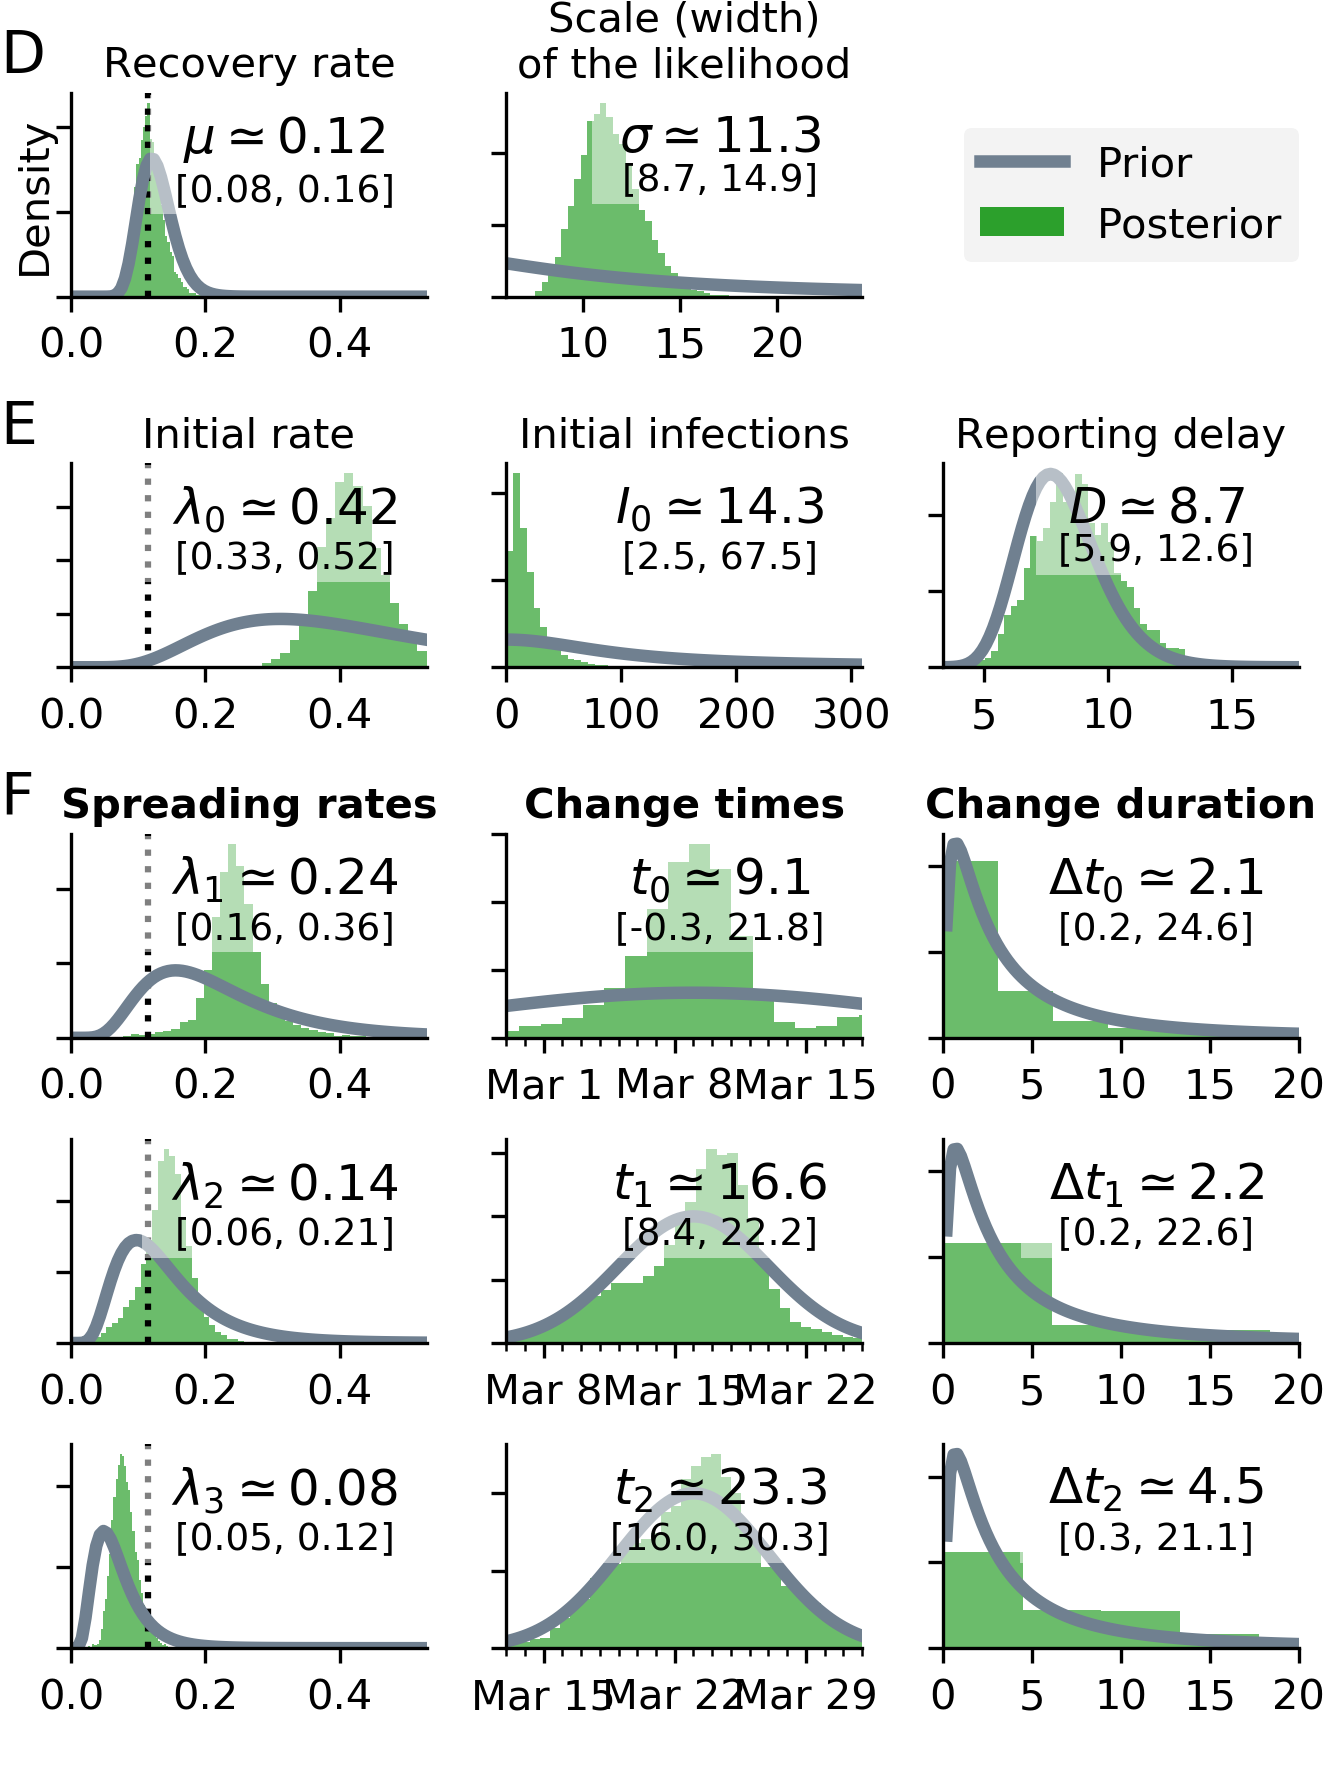 D
Recovery rate
Scale (width)
of the likelihood
Density
μ ≃ 0.12
[0.08, 0.16]
0.0 0.2 0.4
σ ≃ 11.3
[8.7, 14.9]
10 15 20
Prior
Posterior
E
Initial rate
λ0 ≃ 0.42
[0.33, 0.52]
0.0 0.2 0.4
Initial infections
I0 ≃ 14.3
[2.5, 67.5]
0 100 200 300
Reporting delay
D ≃ 8.7
[5.9, 12.6]
5 10 15
F
Spreading rates
λ1 ≃ 0.24
[0.16, 0.36]
0.0 0.2 0.4
Change times
t0 ≃ 9.1
[-0.3, 21.8]
Mar 1 Mar 8 Mar 15
Change duration
Δt0 ≃ 2.1
[0.2, 24.6]
0 5 10 15 20
λ2 ≃ 0.14
[0.06, 0.21]
0.0 0.2 0.4
t1 ≃ 16.6
[8.4, 22.2]
Mar 8 Mar 15 Mar 22
Δt1 ≃ 2.2
[0.2, 22.6]
0 5 10 15 20
λ3 ≃ 0.08
[0.05, 0.12]
0.0 0.2 0.4
t2 ≃ 23.3
[16.0, 30.3]
Mar 15 Mar 22 Mar 29
Δt2 ≃ 4.5
[0.3, 21.1]
0 5 10 15 20